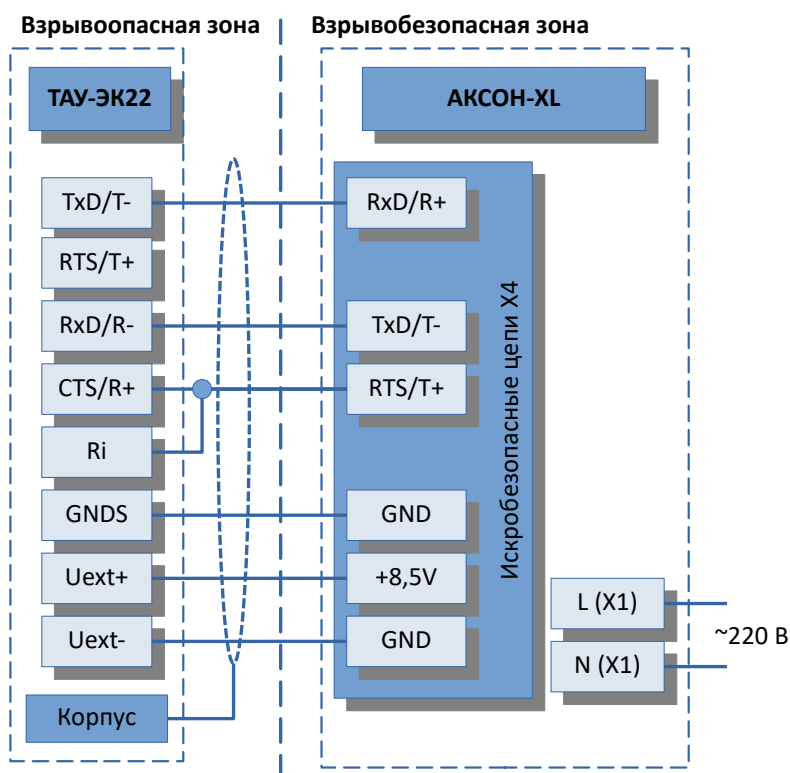 Взрывоопасная зона
Взрывобезопасная зона
ТАУ-ЭК22
АКСОН-XL
TxD/T-
RxD/R+
RTS/T+
RxD/R-
TxD/T-
CTS/R+
RTS/T+
Ri
GNDS
GND
Uext+
+8,5V
Uext-
GND
Корпус
Искробезопасные цепи X4
L (X1)
N (X1)
~220 В